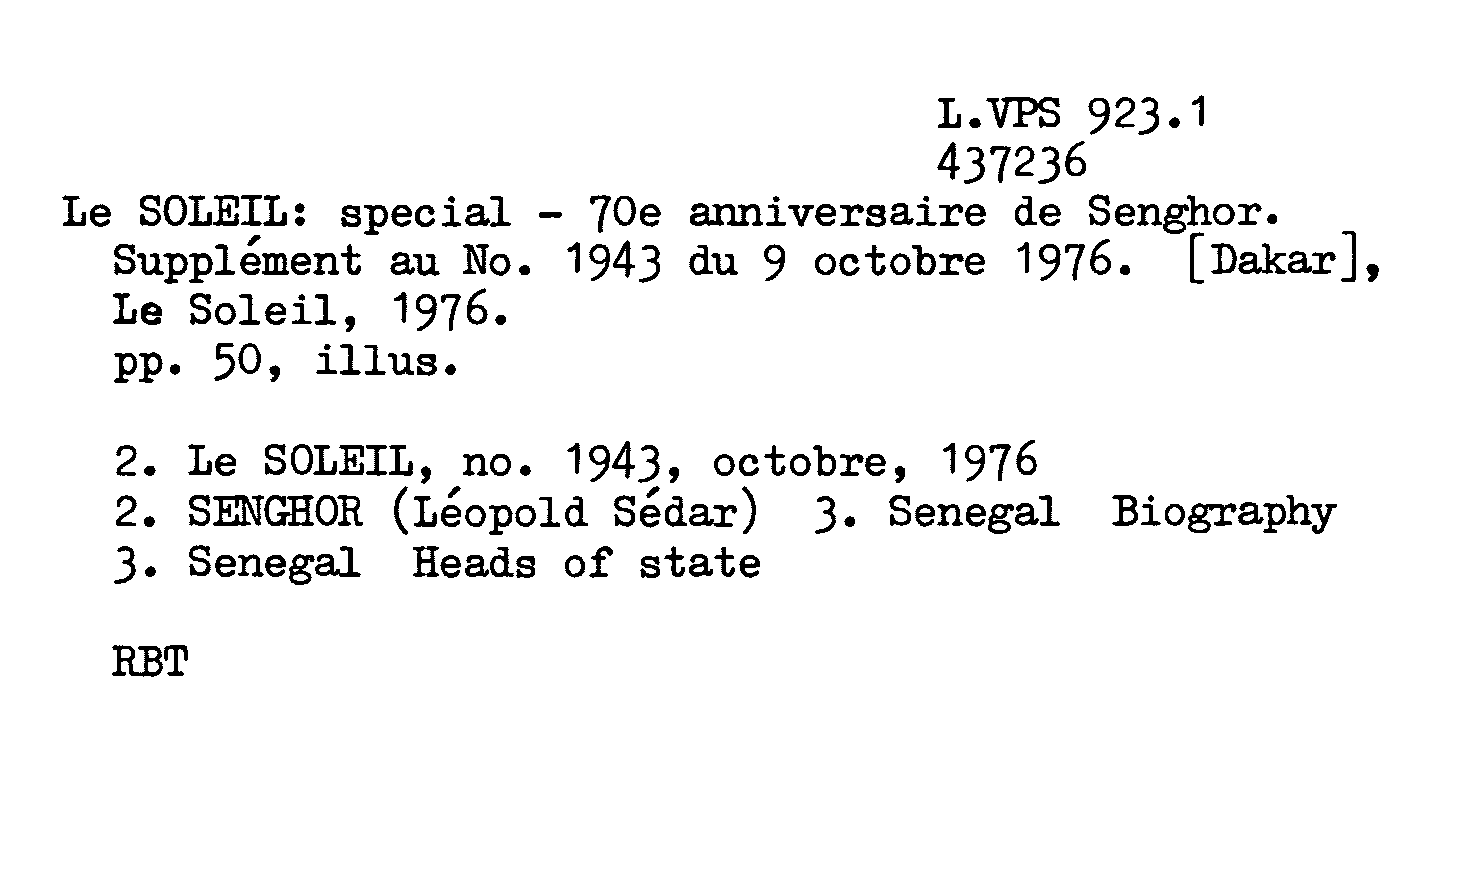 L.VPS 923.1
437236
Le SOLEIL: special - 70e anniversaire de Senghor.
Supplément au No. 1943 du 9 octobre 1976. [Dakar],
Le Soleil, 1976.
pp. 50, illus.
2. Le SOLEIL, no. 1943, octobre, 1976
2. SENGHOR (Léopold Sédar) 3. Senegal Biography
3. Senegal Heads of state
RBT